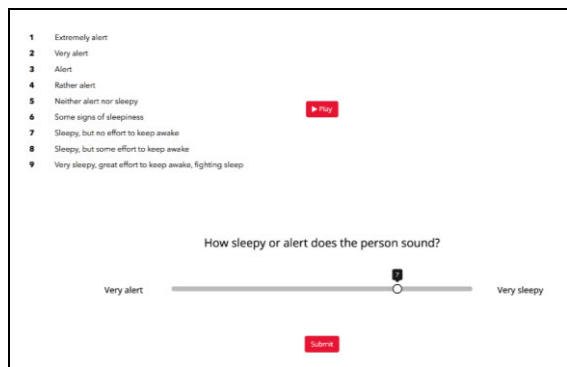 1 Extremely alert
2 Very alert
3 Alert
4 Rather alert
5 Neither alert nor sleepy
6 Some signs of sleepiness
7 Sleepy, but no effort to keep awake
8 Sleepy, but some effort to keep awake
9 Very sleepy, great effort to keep awake, fighting sleep
Play
How sleepy or alert does the person sound?
7
Very alert Very sleepy
Submit